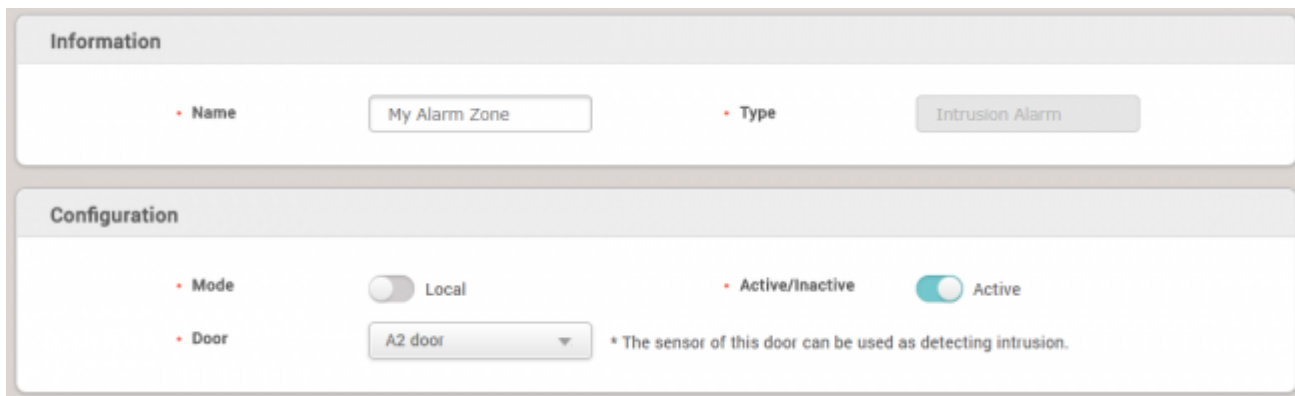 Information
• Name My Alarm Zone • Type Intrusion Alarm
Configuration
• Mode Local • Active/Inactive Active
• Door A2 door * The sensor of this door can be used as detecting intrusion.